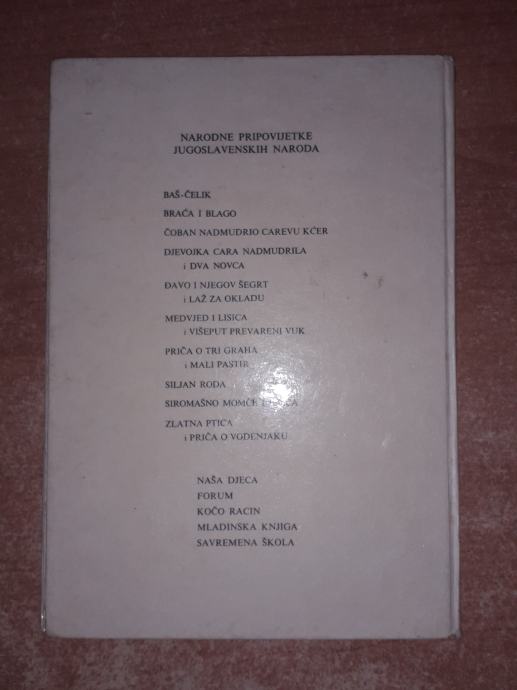 NARODNE PRIPOVIJETKE
JUGOSLAVENSKIH NARODA
BAŠ-ČELIK
BRAĆA I BLAGO
ČOBAN NADMUDRIO CAREVU KĆER
DJEVOJKA CARA NADMUDRILA
i DVA NOVCA
ĐAVO I NJEGOV ŠEGRT
i LAŽ ZA OKLADU
MEDVJED I LISICA
i VIŠEPUT PREVARENI VUK
PRIČA O TRI GRAHA
i MALI PASTIR
SILJAN RODA
SIROMAŠNO MOMČE
ZLATNA PTICA
i PRIČA O VODENJAKU
NAŠA DJECA
FORUM
KOČO RACIN
MLADINSKA KNJIGA
SAVREMENA ŠKOLA